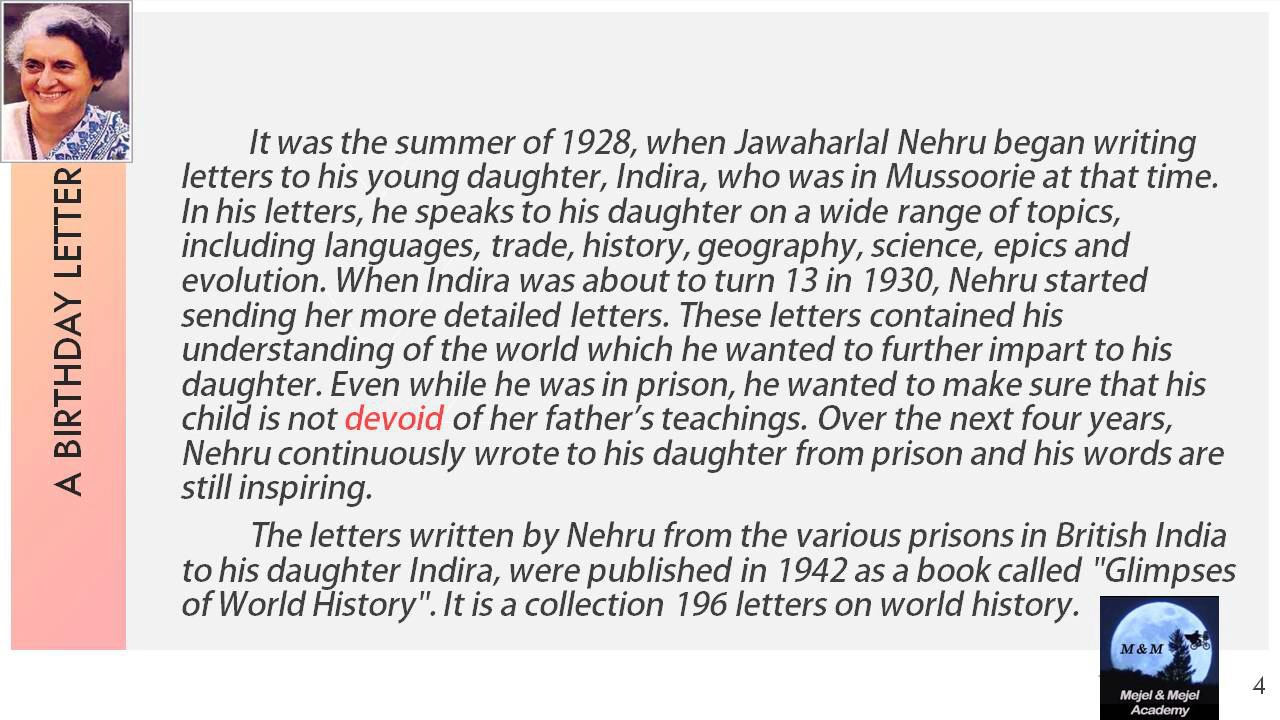 A BIRTHDAY LETTER
It was the summer of 1928, when Jawaharlal Nehru began writing
letters to his young daughter, Indira, who was in Mussoorie at that time.
In his letters, he speaks to his daughter on a wide range of topics,
including languages, trade, history, geography, science, epics and
evolution. When Indira was about to turn 13 in 1930, Nehru started
sending her more detailed letters. These letters contained his
understanding of the world which he wanted to further impart to his
daughter. Even while he was in prison, he wanted to make sure that his
child is not devoid of her father’s teachings. Over the next four years,
Nehru continuously wrote to his daughter from prison and his words are
still inspiring.
The letters written by Nehru from the various prisons in British India
to his daughter Indira, were published in 1942 as a book called "Glimpses
of World History". It is a collection 196 letters on world history.
M & M
Mejel & Mejel
Academy
4